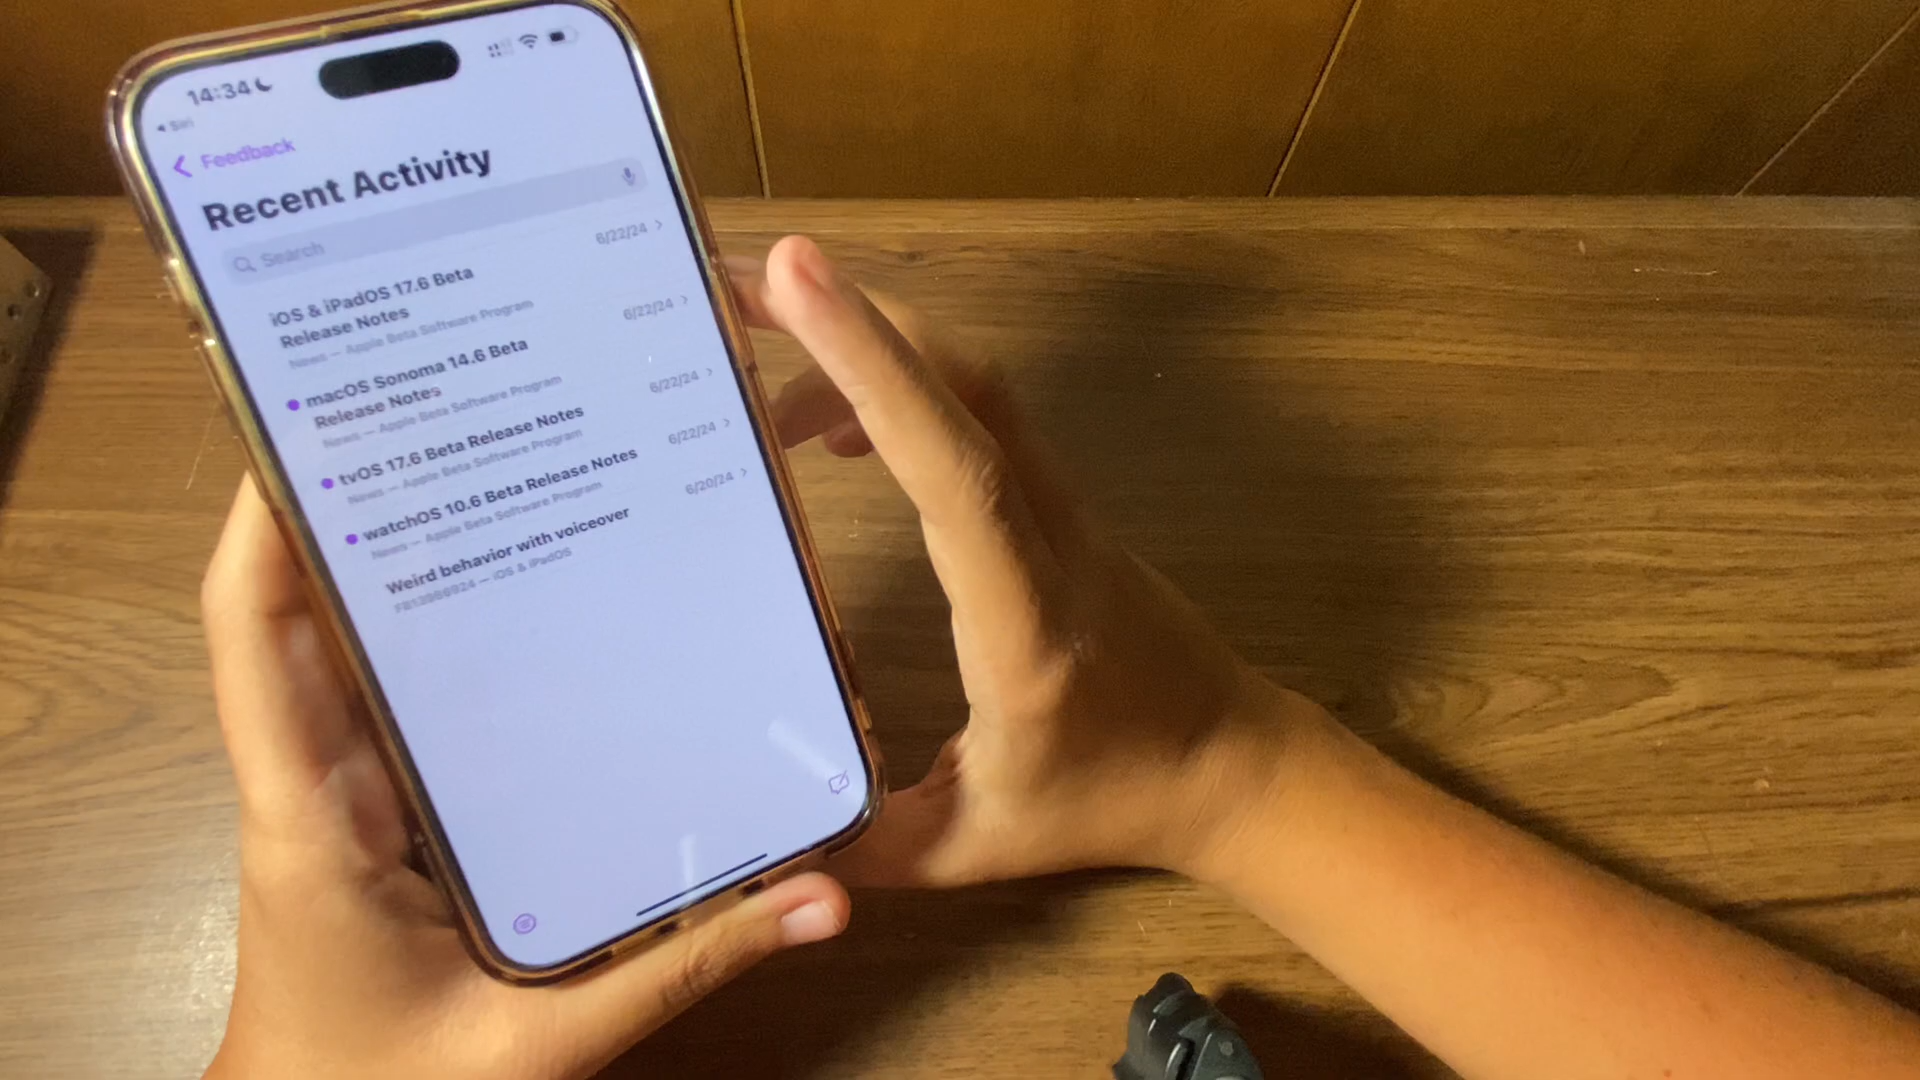 14:34
Siri
Feedback
Recent Activity
Search
6/22/24
iOS & iPadOS 17.6 Beta
Release Notes
News — Apple Beta Software Program
6/22/24
macOS Sonoma 14.6 Beta
Release Notes
News — Apple Beta Software Program
6/22/24
tvOS 17.6 Beta Release Notes
News — Apple Beta Software Program
6/22/24
watchOS 10.6 Beta Release Notes
News — Apple Beta Software Program
6/20/24
Weird behavior with voiceover
— iOS & iPadOS